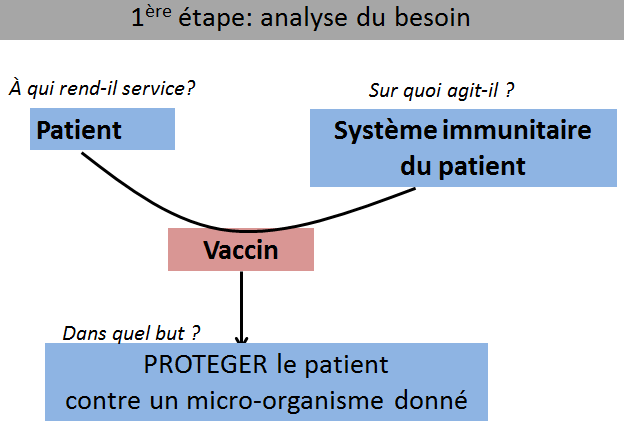 1ère étape: analyse du besoin
À qui rend-il service?
Sur quoi agit-il ?
Patient
Système immunitaire
du patient
Vaccin
Dans quel but ?
PROTEGER le patient
contre un micro-organisme donné